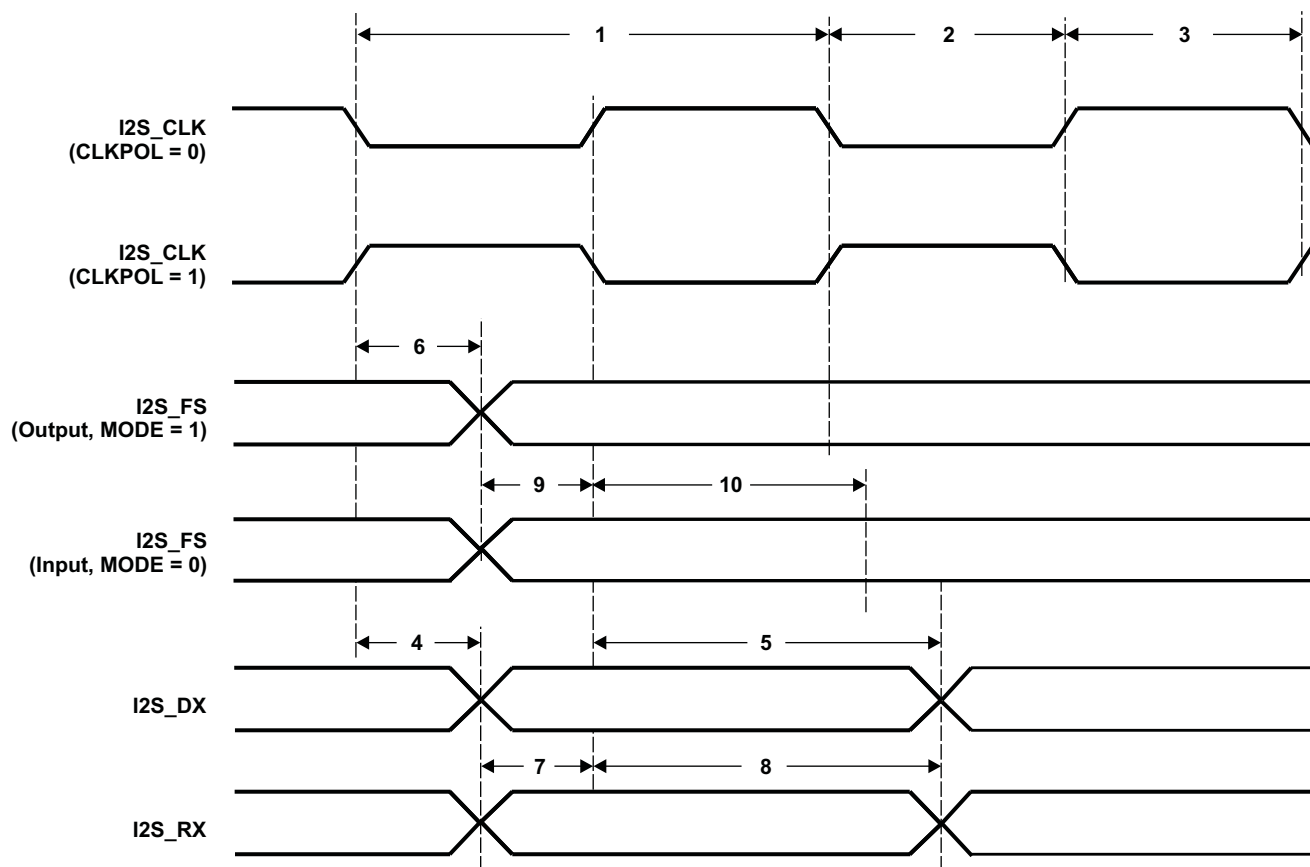 1
2
3
I2S_CLK
(CLKPOL = 0)
I2S_CLK
(CLKPOL = 1)
6
I2S_FS
(Output, MODE = 1)
9
10
I2S_FS
(Input, MODE = 0)
4
5
I2S_DX
7
8
I2S_RX